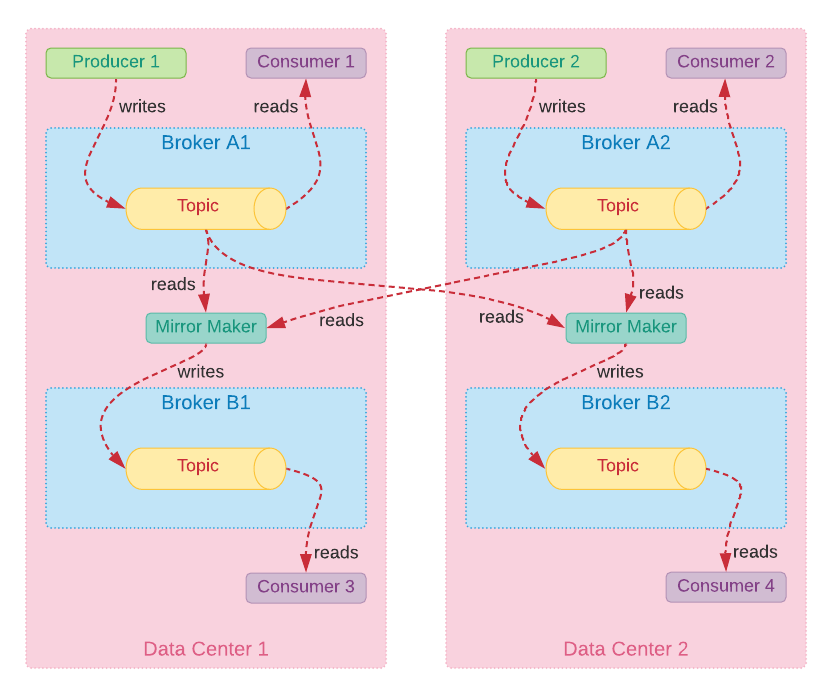 Producer 1
Consumer 1
writes
reads
Broker A1
Topic
reads
reads
Mirror Maker
writes
Broker B1
Topic
reads
Consumer 3
Data Center 1
Producer 2
Consumer 2
writes
reads
Broker A2
Topic
reads
reads
Mirror Maker
writes
Broker B2
Topic
reads
Consumer 4
Data Center 2